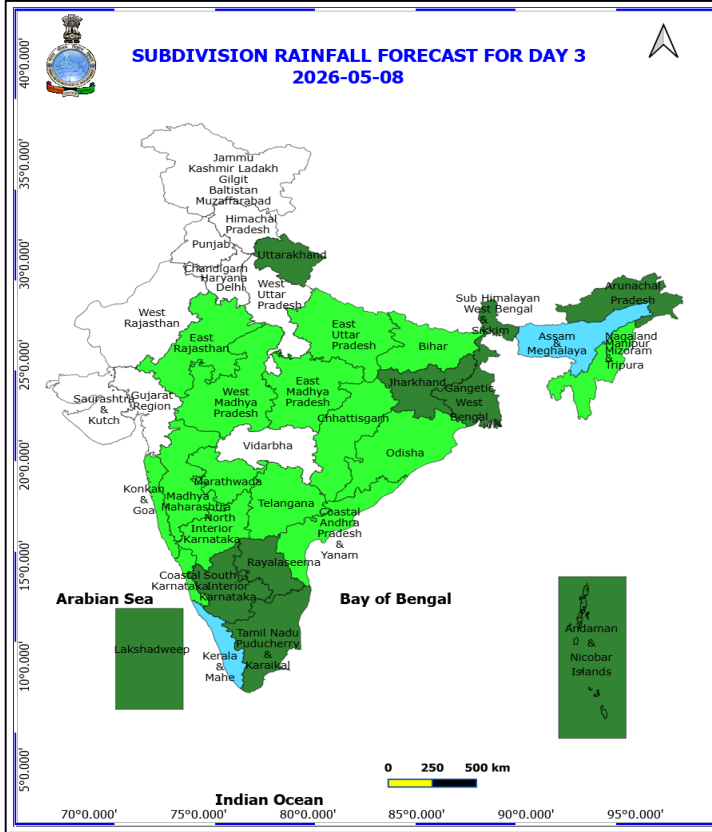 SUBDIVISION RAINFALL FORECAST FOR DAY 3
2026-05-08
40°0.000'
35°0.000'
30°0.000'
25°0.000'
20°0.000'
15°0.000'
10°0.000'
5°0.000'
Jammu
Kashmir Ladakh
Gilgit
Baltistan
Muzaffarabad
Himachal
Pradesh
Punjab
Uttarakhand
Chandigarh
Haryana
Delhi
West
Uttar
Pradesh
West
Rajasthan
East
Rajasthan
East
Uttar
Pradesh
Bihar
Sub Himalayan
West Bengal
&
Sikkim
Arunachal
Pradesh
Assam
&
Meghalaya
Nagaland
Manipur
Mizoram
&
Tripura
Saurashtra
&
Kutch
Gujarat
Region
West
Madhya
Pradesh
East
Madhya
Pradesh
Jharkhand
Gangetic
West
Bengal
Chhattisgarh
Vidarbha
Odisha
Konkan
&
Goa
Madhya
Maharashtra
Marathwada
Telangana
North
Interior
Karnataka
Coastal
Andhra
Pradesh
&
Yanam
Rayalaseema
Coastal
Karnataka
South
Interior
Karnataka
Arabian Sea
Bay of Bengal
Lakshadweep
Kerala
&
Mahe
Tamil Nadu
Puducherry
&
Karaikal
Andaman
&
Nicobar
Islands
0 250 500 km
Indian Ocean
70°0.000' 75°0.000' 80°0.000' 85°0.000' 90°0.000' 95°0.000'